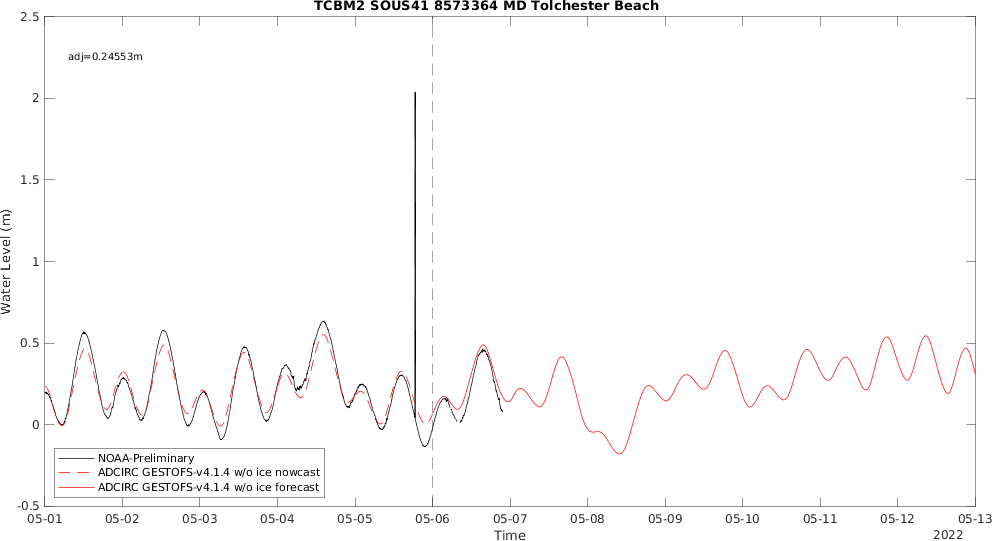 TCBM2 SOUS41 8573364 MD Tolchester Beach
adj=0.24553m
2.5
2
1.5
1
0.5
0
-0.5
Water Level (m)
NOAA-Preliminary
ADCIRC GESTOFS-v4.1.4 w/o ice nowcast
ADCIRC GESTOFS-v4.1.4 w/o ice forecast
05-01 05-02 05-03 05-04 05-05 05-06 05-07 05-08 05-09 05-10 05-11 05-12 05-13
Time
2022